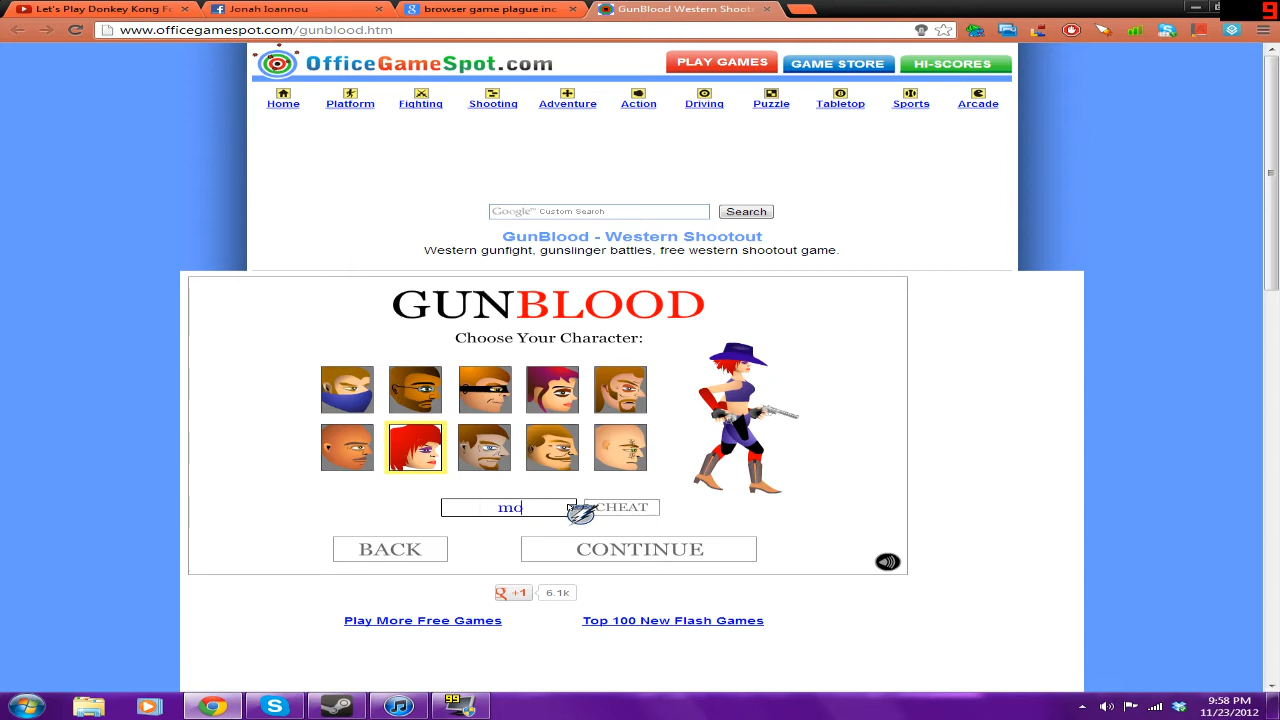 Let's Play Donkey Kong Fo
Jonah Ioannou
browser game plague inc
GunBlood Western Shoot
9
www.officegamespot.com/gunblood.htm
OfficeGameSpot.com
PLAY GAMES
GAME STORE
HI-SCORES
Home
Platform
Fighting
Shooting
Adventure
Action
Driving
Puzzle
Tabletop
Sports
Arcade
Google™ Custom Search
Search
GunBlood - Western Shootout
Western gunfight, gunslinger battles, free western shootout game.
GUNBLOOD
Choose Your Character:
mo
CHEAT
BACK
CONTINUE
+1
6.1k
Play More Free Games
Top 100 New Flash Games
99
9:58 PM
11/23/2012